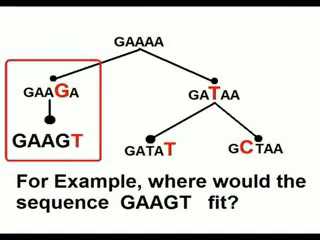 GAAAA
GAAGA
GATAA
GAAGT
GATAT
GCTAA
For Example, where would the
sequence GAAGT fit?